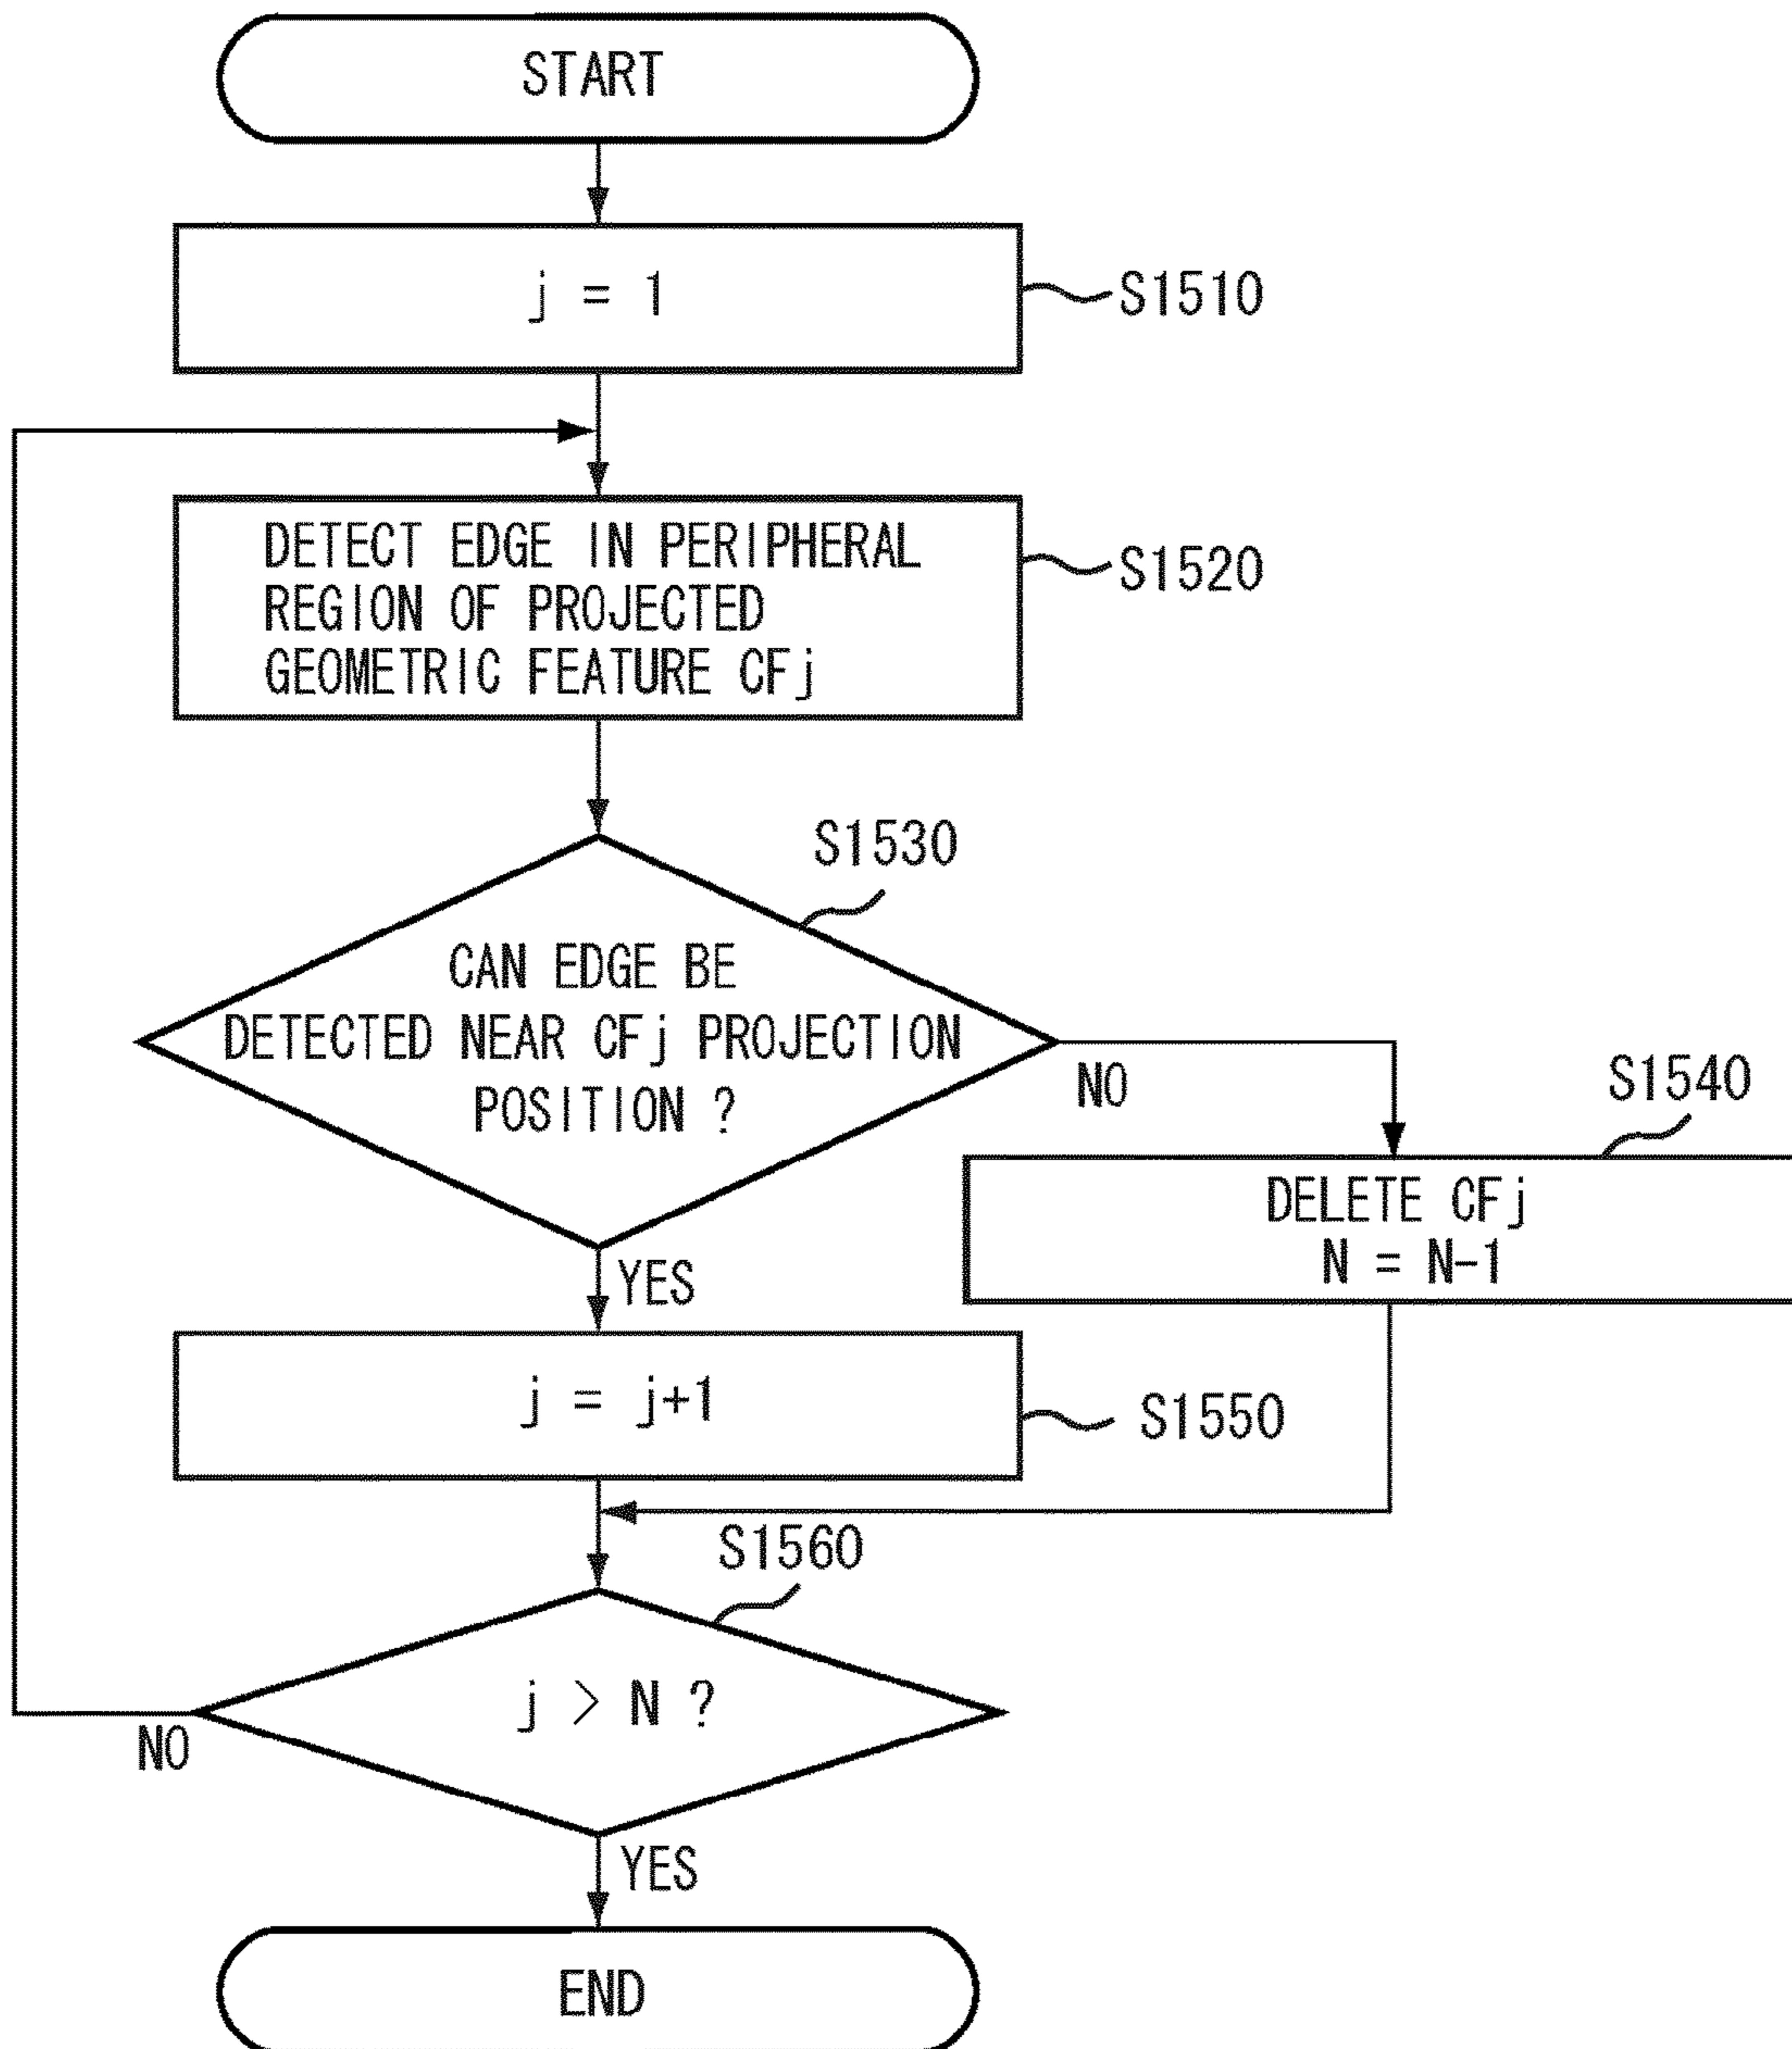 START
j = 1
S1510
DETECT EDGE IN PERIPHERAL
REGION OF PROJECTED
GEOMETRIC FEATURE CFj
S1520
S1530
CAN EDGE BE
DETECTED NEAR CFj PROJECTION
POSITION ?
NO
S1540
DELETE CFj
N = N-1
YES
j = j+1
S1550
S1560
j > N ?
NO
YES
END